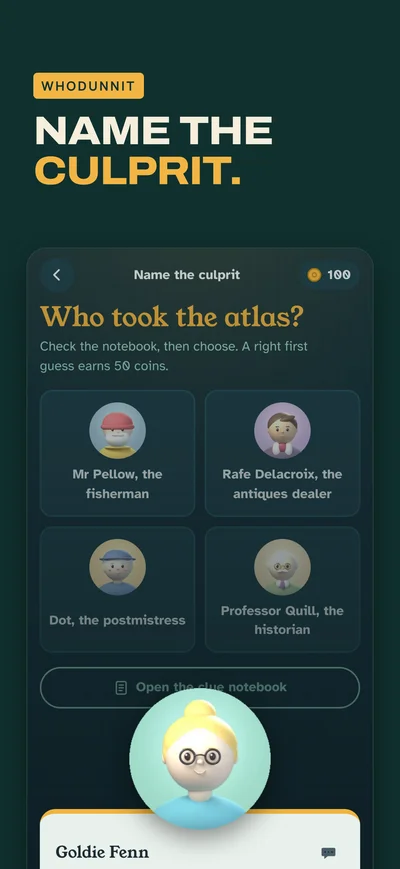 WHODUNNIT
NAME THE
CULPRIT.
Name the culprit
100
Who took the atlas?
Check the notebook, then choose. A right first
guess earns 50 coins.
Mr Pellow, the
fisherman
Rafe Delacroix, the
antiques dealer
Dot, the postmistress
Professor Quill, the
historian
Open the clue notebook
Goldie Fenn